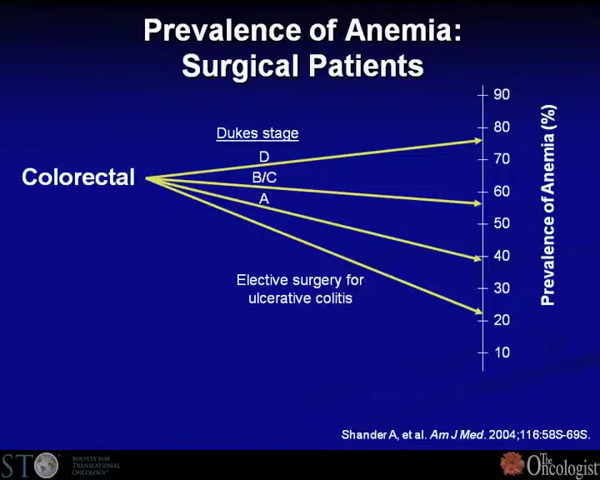 Prevalence of Anemia:
Surgical Patients
90
80
70
60
50
40
30
20
10
Prevalence of Anemia (%)
Dukes stage
D
B/C
A
Colorectal
Elective surgery for
ulcerative colitis
Shander A, et al. Am J Med. 2004;116:58S-69S.
STO
SOCIETY FOR
TRANSLATIONAL
ONCOLOGY
The
Oncologist